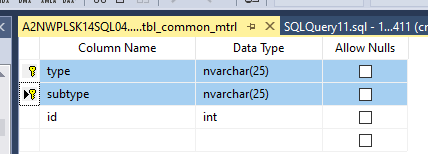 A2NWPLSK14SQL04.....tbl_common_mtrl
SQLQuery11.sql - 1...411 (cr
Column Name Data Type Allow Nulls
type nvarchar(25)
subtype nvarchar(25)
id int